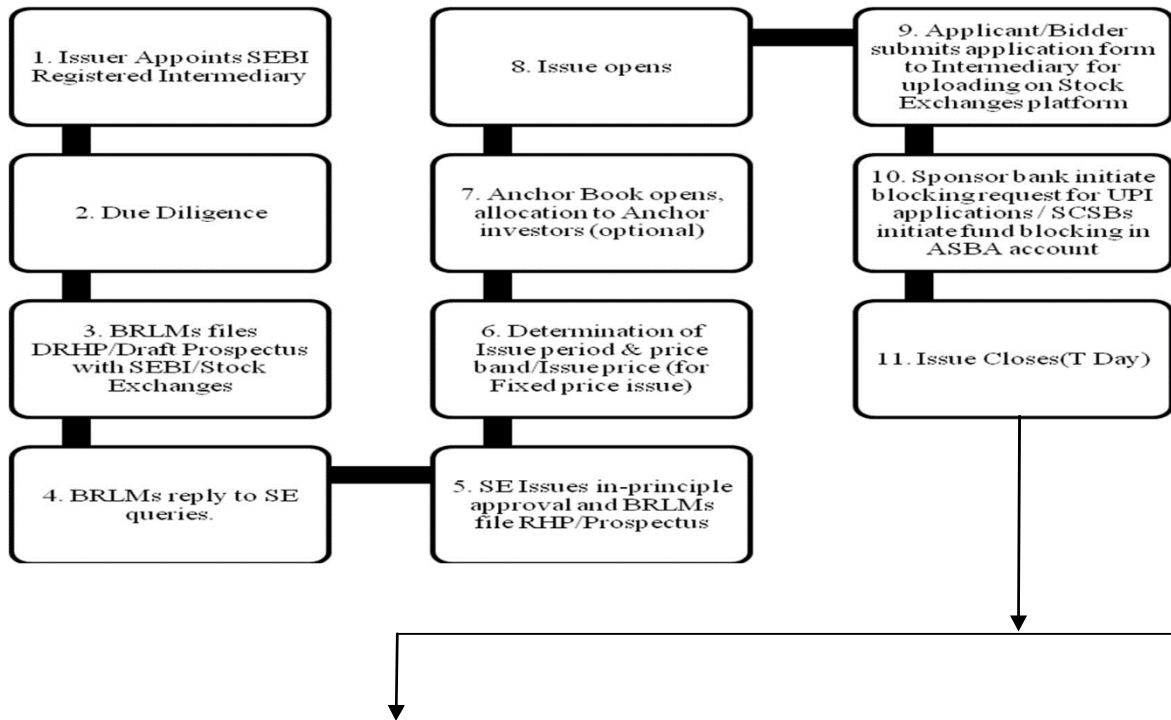 1. Issuer Appoints SEBI
Registered Intermediary
2. Due Diligence
3. BRLMs files
DRHP/Draft Prospectus
with SEBI/Stock
Exchanges
4. BRLMs reply to SE
queries.
5. SE Issues in-principle
approval and BRLMs
file RHP/Prospectus
6. Determination of
Issue period & price
band/Issue price (for
Fixed price issue)
7. Anchor Book opens,
allocation to Anchor
investors (optional)
8. Issue opens
9. Applicant/Bidder
submits application form
to Intermediary for
uploading on Stock
Exchanges platform
10. Sponsor bank initiate
blocking request for UPI
applications / SCSBs
initiate fund blocking in
ASBA account
11. Issue Closes(T Day)